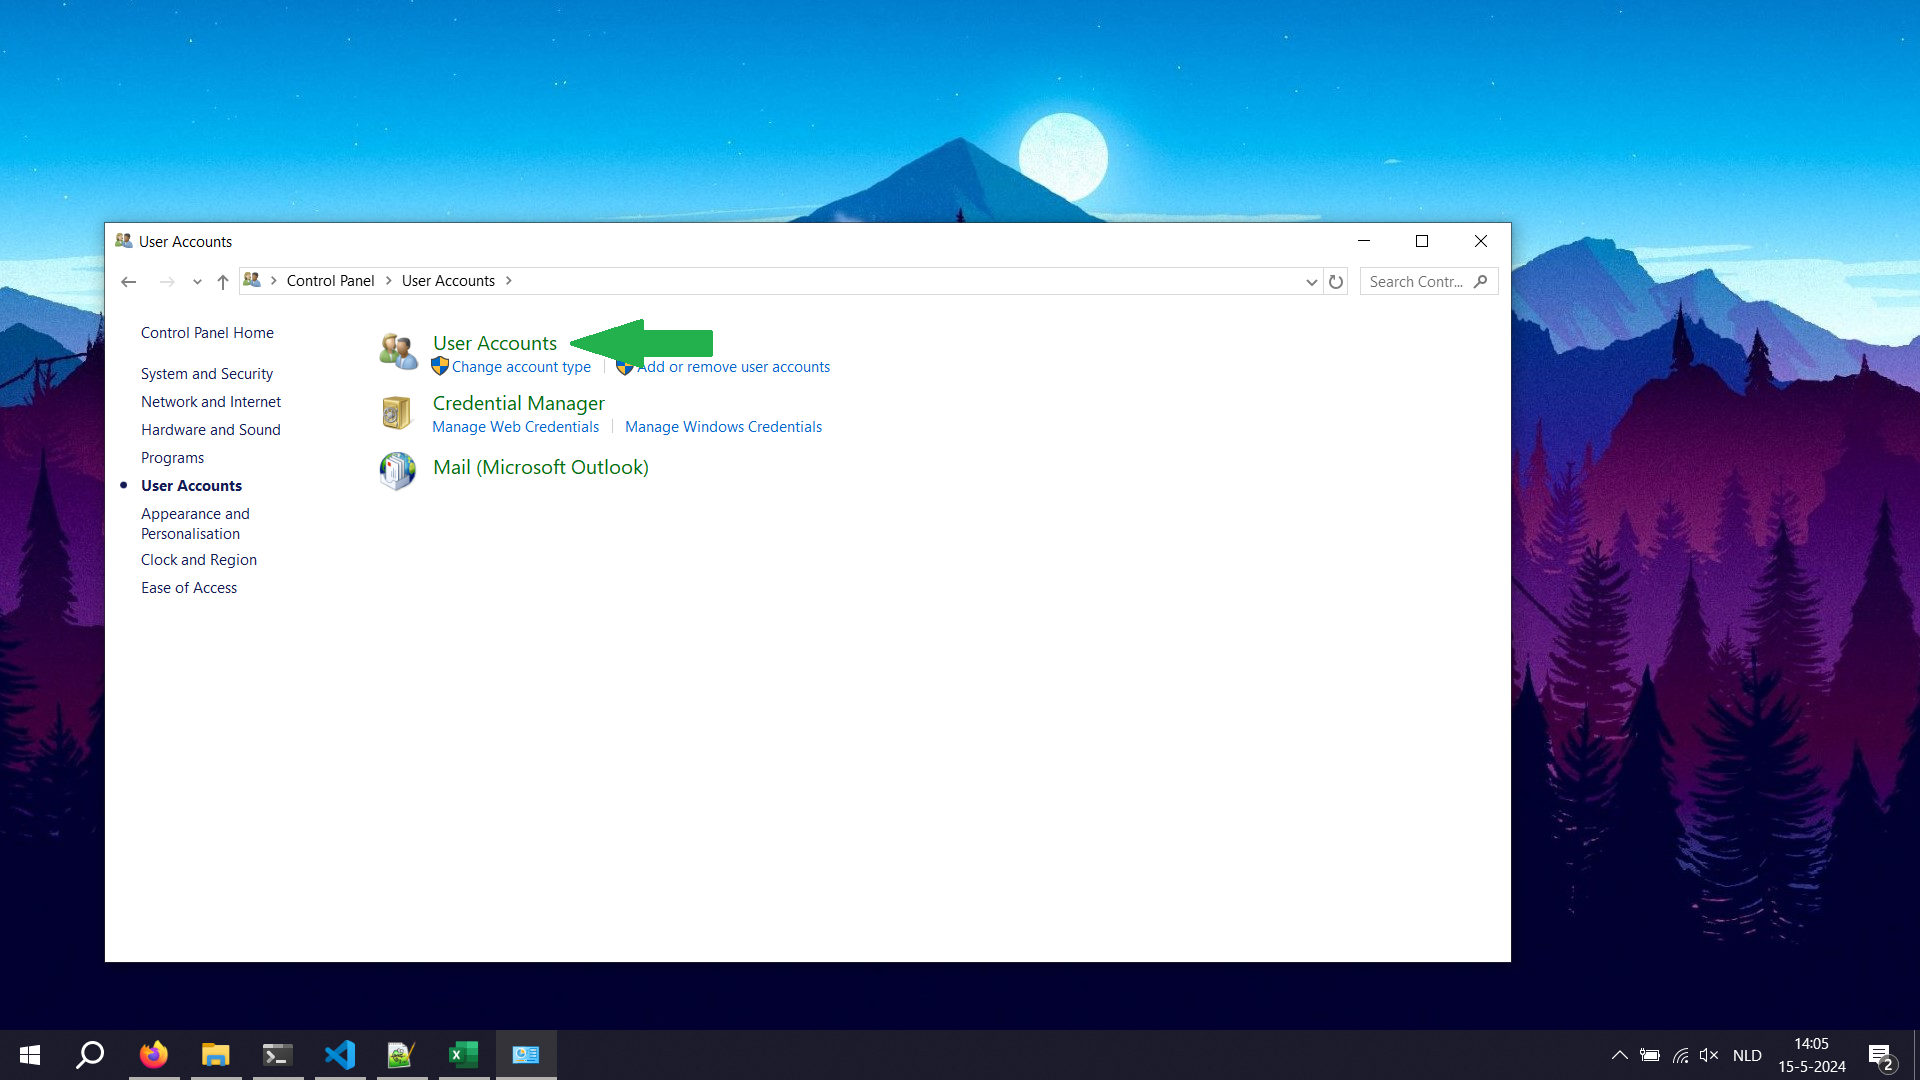 User Accounts
Control Panel
User Accounts
Search Contr...
Control Panel Home
System and Security
Network and Internet
Hardware and Sound
Programs
User Accounts
Appearance and
Personalisation
Clock and Region
Ease of Access
User Accounts
Change account type
Add or remove user accounts
Credential Manager
Manage Web Credentials
Manage Windows Credentials
Mail (Microsoft Outlook)
NLD
14:05
15-5-2024
2